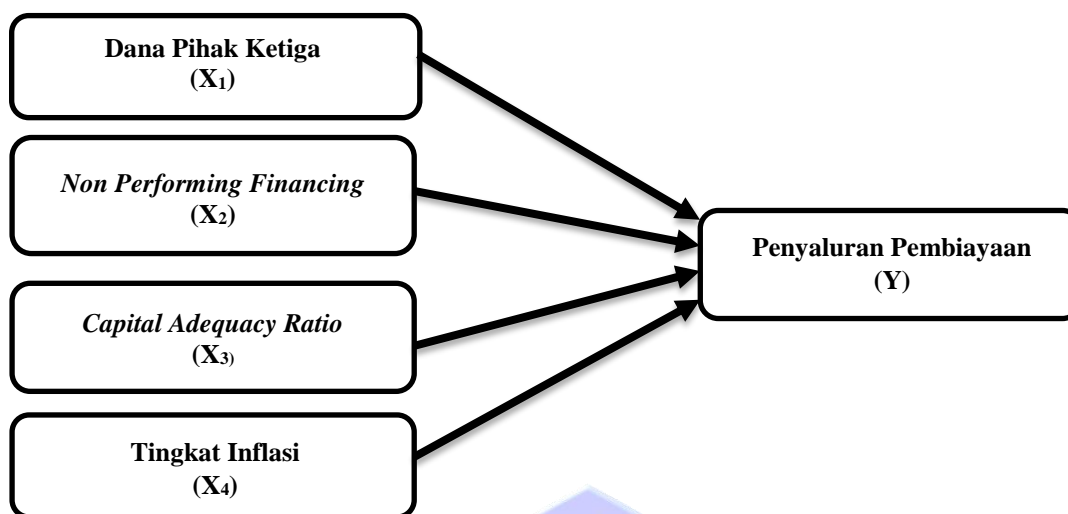 Dana Pihak Ketiga
(X₁)
Non Performing Financing
(X₂)
Capital Adequacy Ratio
(X₃₎
Tingkat Inflasi
(X₄)
Penyaluran Pembiayaan
(Y)